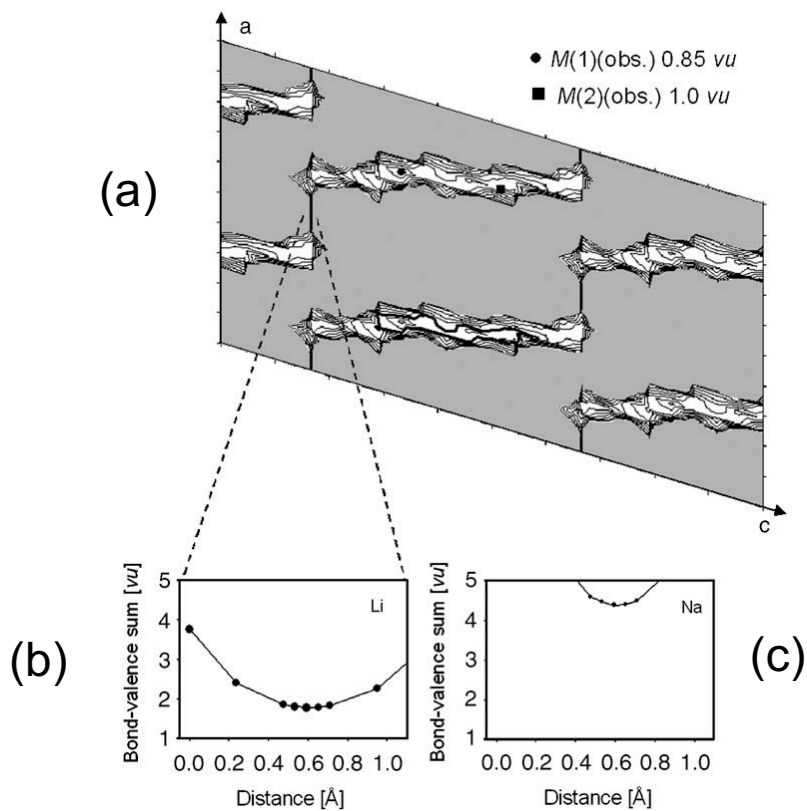 a
M(1)(obs.) 0.85 vu
M(2)(obs.) 1.0 vu
(a)
c
(b)
Bond-valence sum [vu]
5
4
3
2
1
Li
0.0 0.2 0.4 0.6 0.8 1.0
Distance [Å]
Bond-valence sum [vu]
5
4
3
2
1
Na
0.0 0.2 0.4 0.6 0.8 1.0
Distance [Å]
(c)